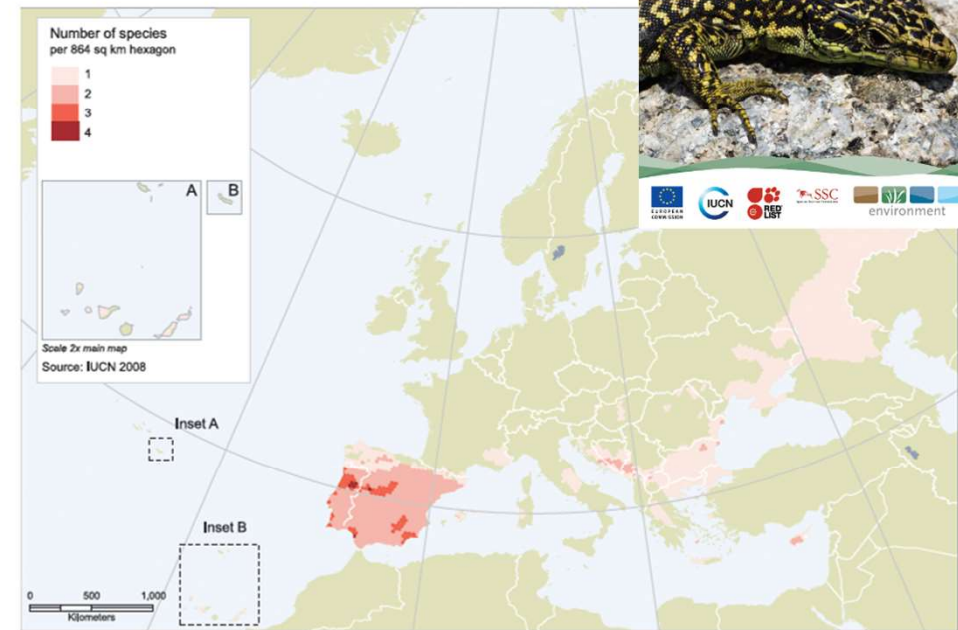 Number of species
per 864 sq km hexagon
1
2
3
4
A
B
Scale 2x main map
Source: IUCN 2008
Inset A
Inset B
0 500 1,000
Kilometers
EUROPEAN
COMMISSION
IUCN
RED
LIST
SSC
environment